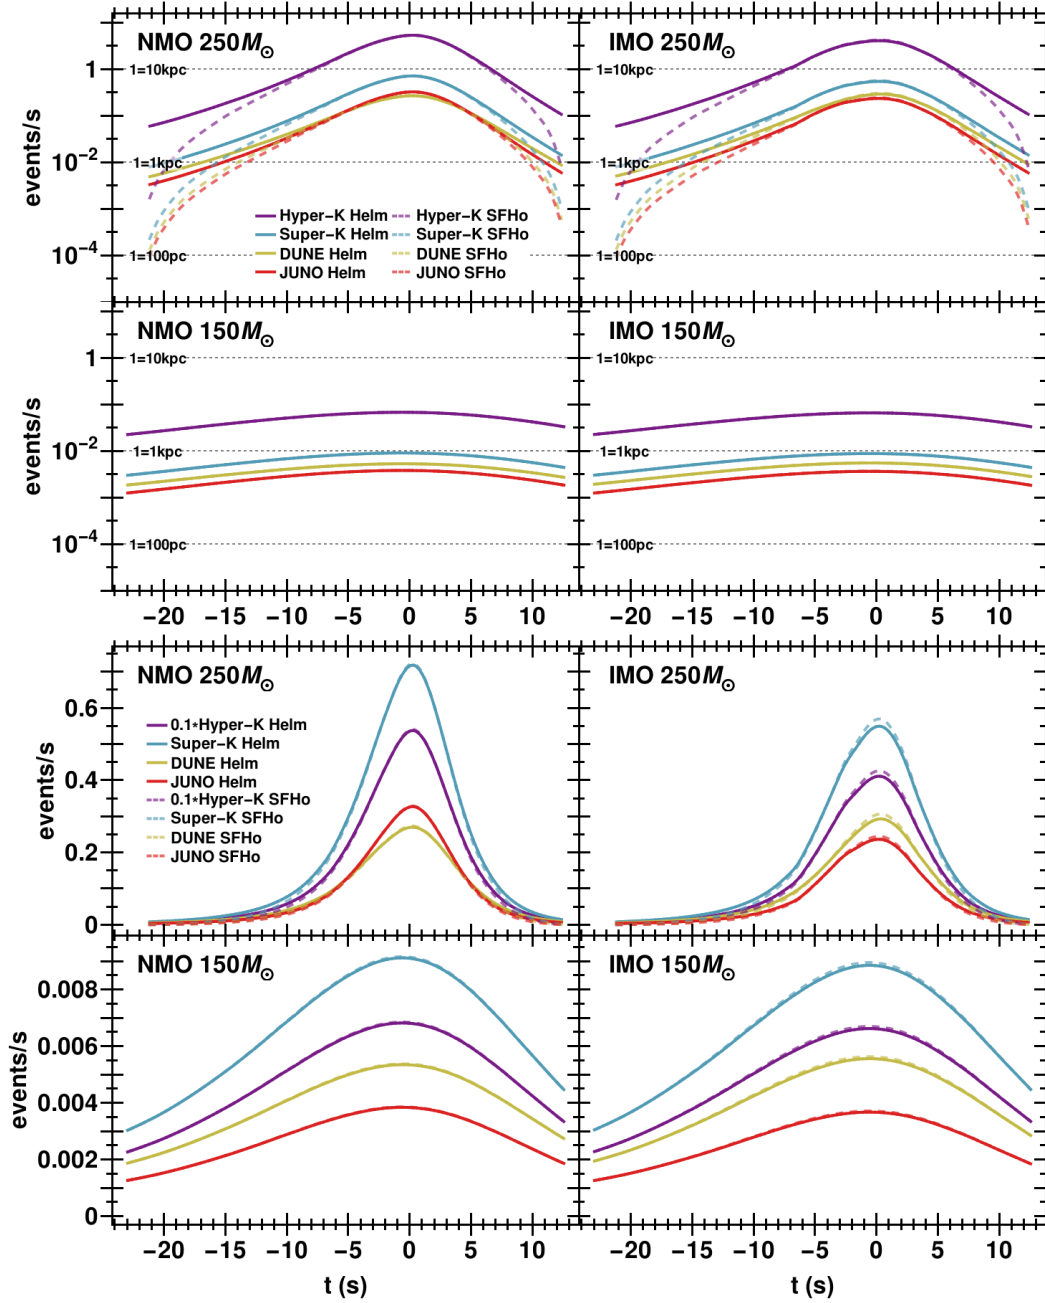 NMO 250M⊙
IMO 250M⊙
1
1=10kpc
1=10kpc
10−2
1=1kpc
1=1kpc
10−4
1=100pc
1=100pc
events/s
Hyper−K Helm
Hyper−K SFHo
Super−K Helm
Super−K SFHo
DUNE Helm
DUNE SFHo
JUNO Helm
JUNO SFHo
NMO 150M⊙
IMO 150M⊙
1
1=10kpc
1=10kpc
10−2
1=1kpc
1=1kpc
10−4
1=100pc
1=100pc
events/s
−20 −15 −10 −5 0 5 10
−20 −15 −10 −5 0 5 10
NMO 250M⊙
IMO 250M⊙
0.6
0.4
0.2
0
events/s
0.1*Hyper−K Helm
Super−K Helm
DUNE Helm
JUNO Helm
0.1*Hyper−K SFHo
Super−K SFHo
DUNE SFHo
JUNO SFHo
NMO 150M⊙
IMO 150M⊙
0.008
0.006
0.004
0.002
0
events/s
−20 −15 −10 −5 0 5 10
−20 −15 −10 −5 0 5 10
t (s)
t (s)